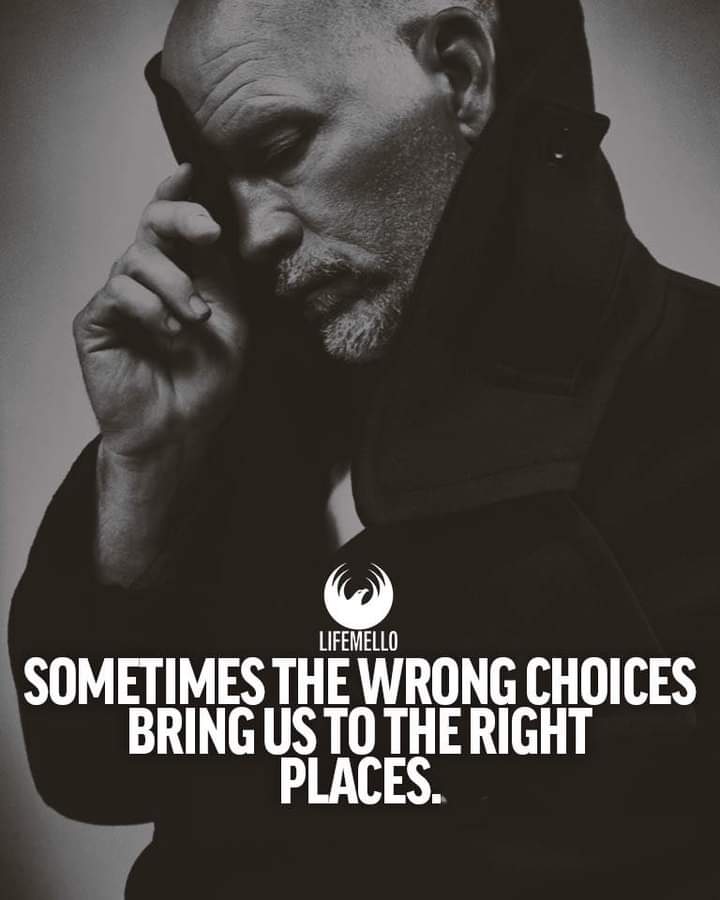 LIFEMELLO
SOMETIMES THE WRONG CHOICES
BRING US TO THE RIGHT
PLACES.